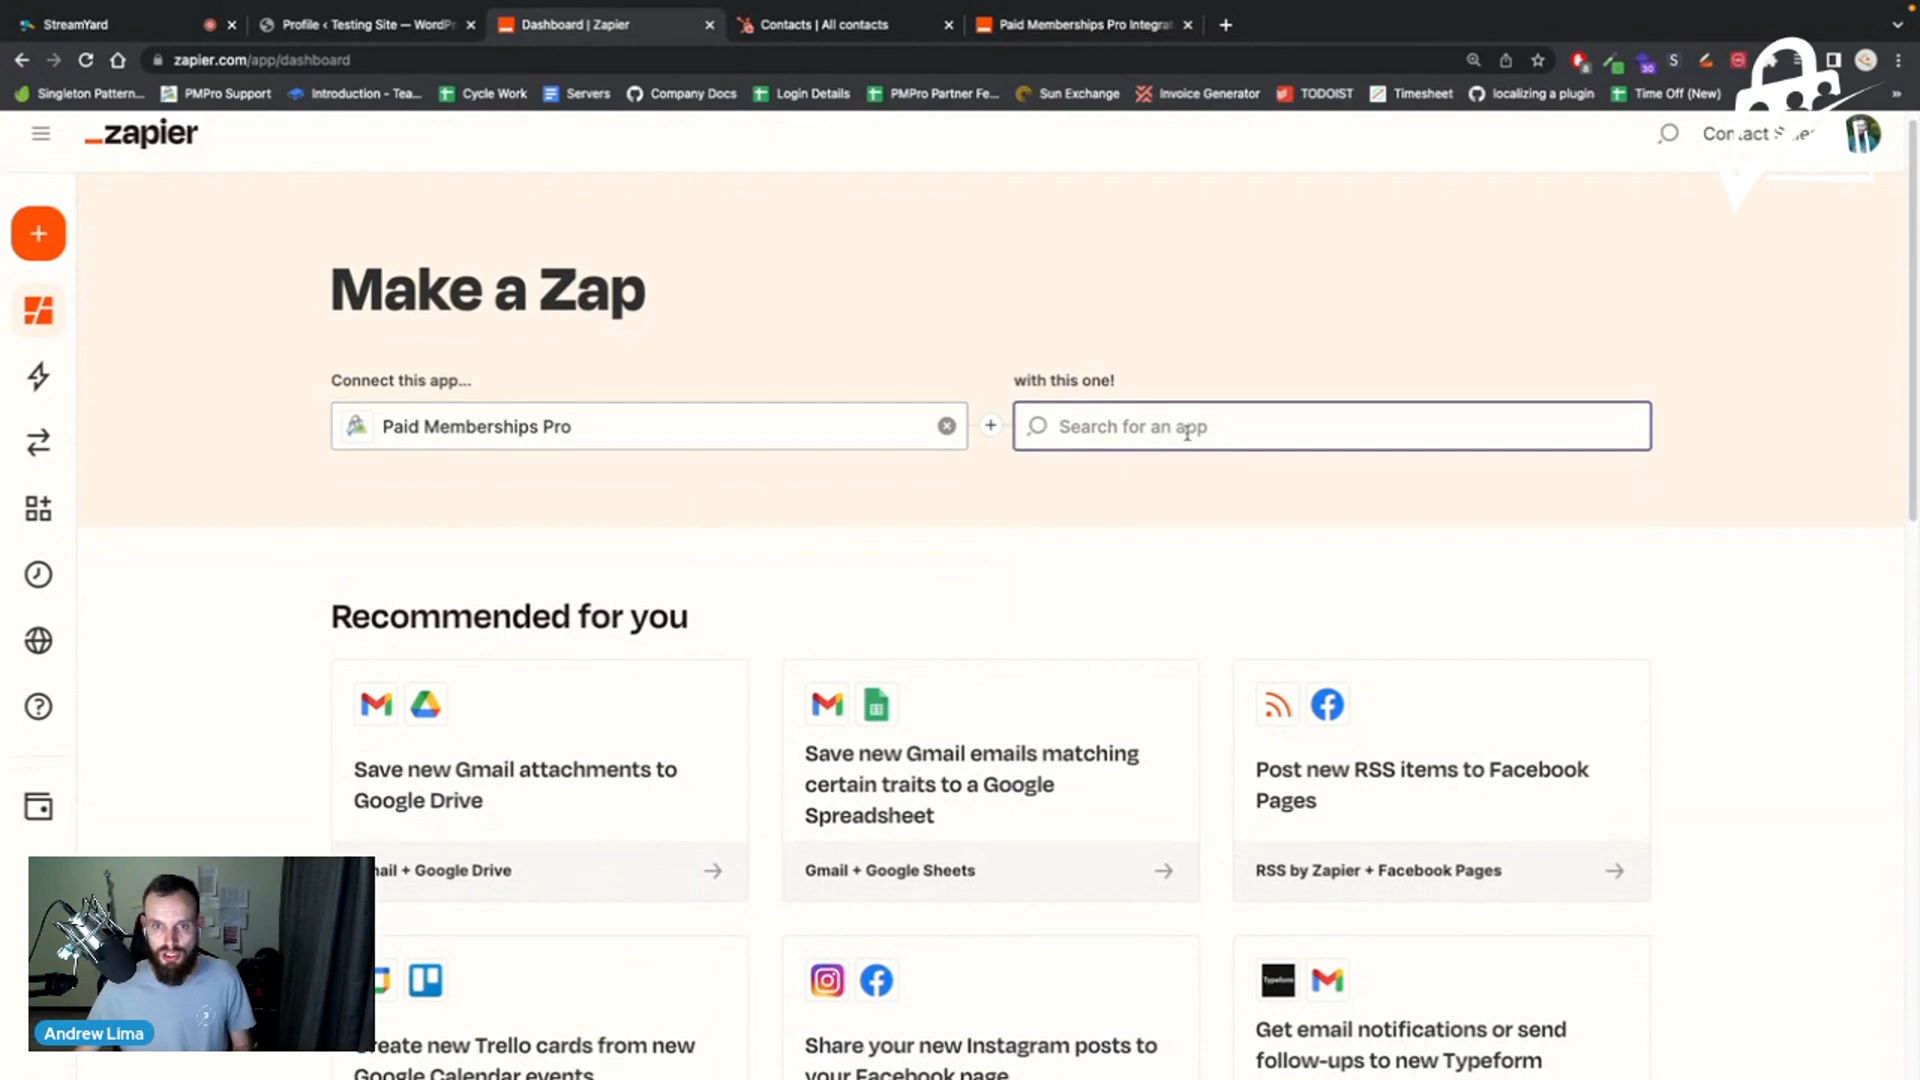 StreamYard
Profile ‹ Testing Site — WordPr
Dashboard | Zapier
Contacts | All contacts
Paid Memberships Pro Integra
zapier.com/app/dashboard
Singleton Pattern...
PMPro Support
Introduction - Tea...
Cycle Work
Servers
Company Docs
Login Details
PMPro Partner Fe...
Sun Exchange
Invoice Generator
TODOIST
Timesheet
localizing a plugin
Time Off (New)
zapier
Contact Sales
Make a Zap
Connect this app...
with this one!
Paid Memberships Pro
Search for an app
Recommended for you
Save new Gmail attachments to
Google Drive
Save new Gmail emails matching
certain traits to a Google
Spreadsheet
Post new RSS items to Facebook
Pages
mail + Google Drive
Gmail + Google Sheets
RSS by Zapier + Facebook Pages
Create new Trello cards from new
Google Calendar events
Share your new Instagram posts to
your Facebook page
Typeform
Get email notifications or send
follow-ups to new Typeform
Andrew Lima